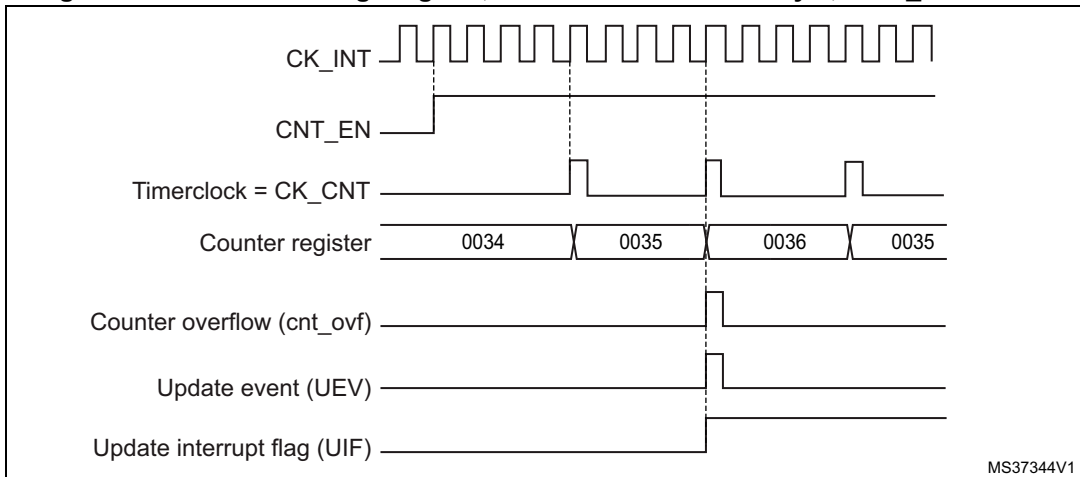 CK_INT
CNT_EN
Timerclock = CK_CNT
Counter register 0034 0035 0036 0035
Counter overflow (cnt_ovf)
Update event (UEV)
Update interrupt flag (UIF)
MS37344V1